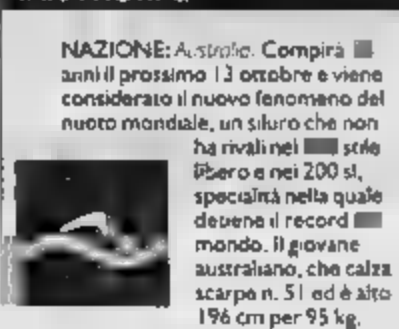 NAZIONE: Australia. Compirà
anni il prossimo 13 ottobre e viene
considerato il nuovo fenomeno del
nuoto mondiale, un siluro che non
ha rivali nel stile
libero e nei 200 sl,
specialità nella quale
detiene il record
mondo. Il giovane
australiano, che calza
scarpe n. 51 ed è alto
196 cm per 95 kg,